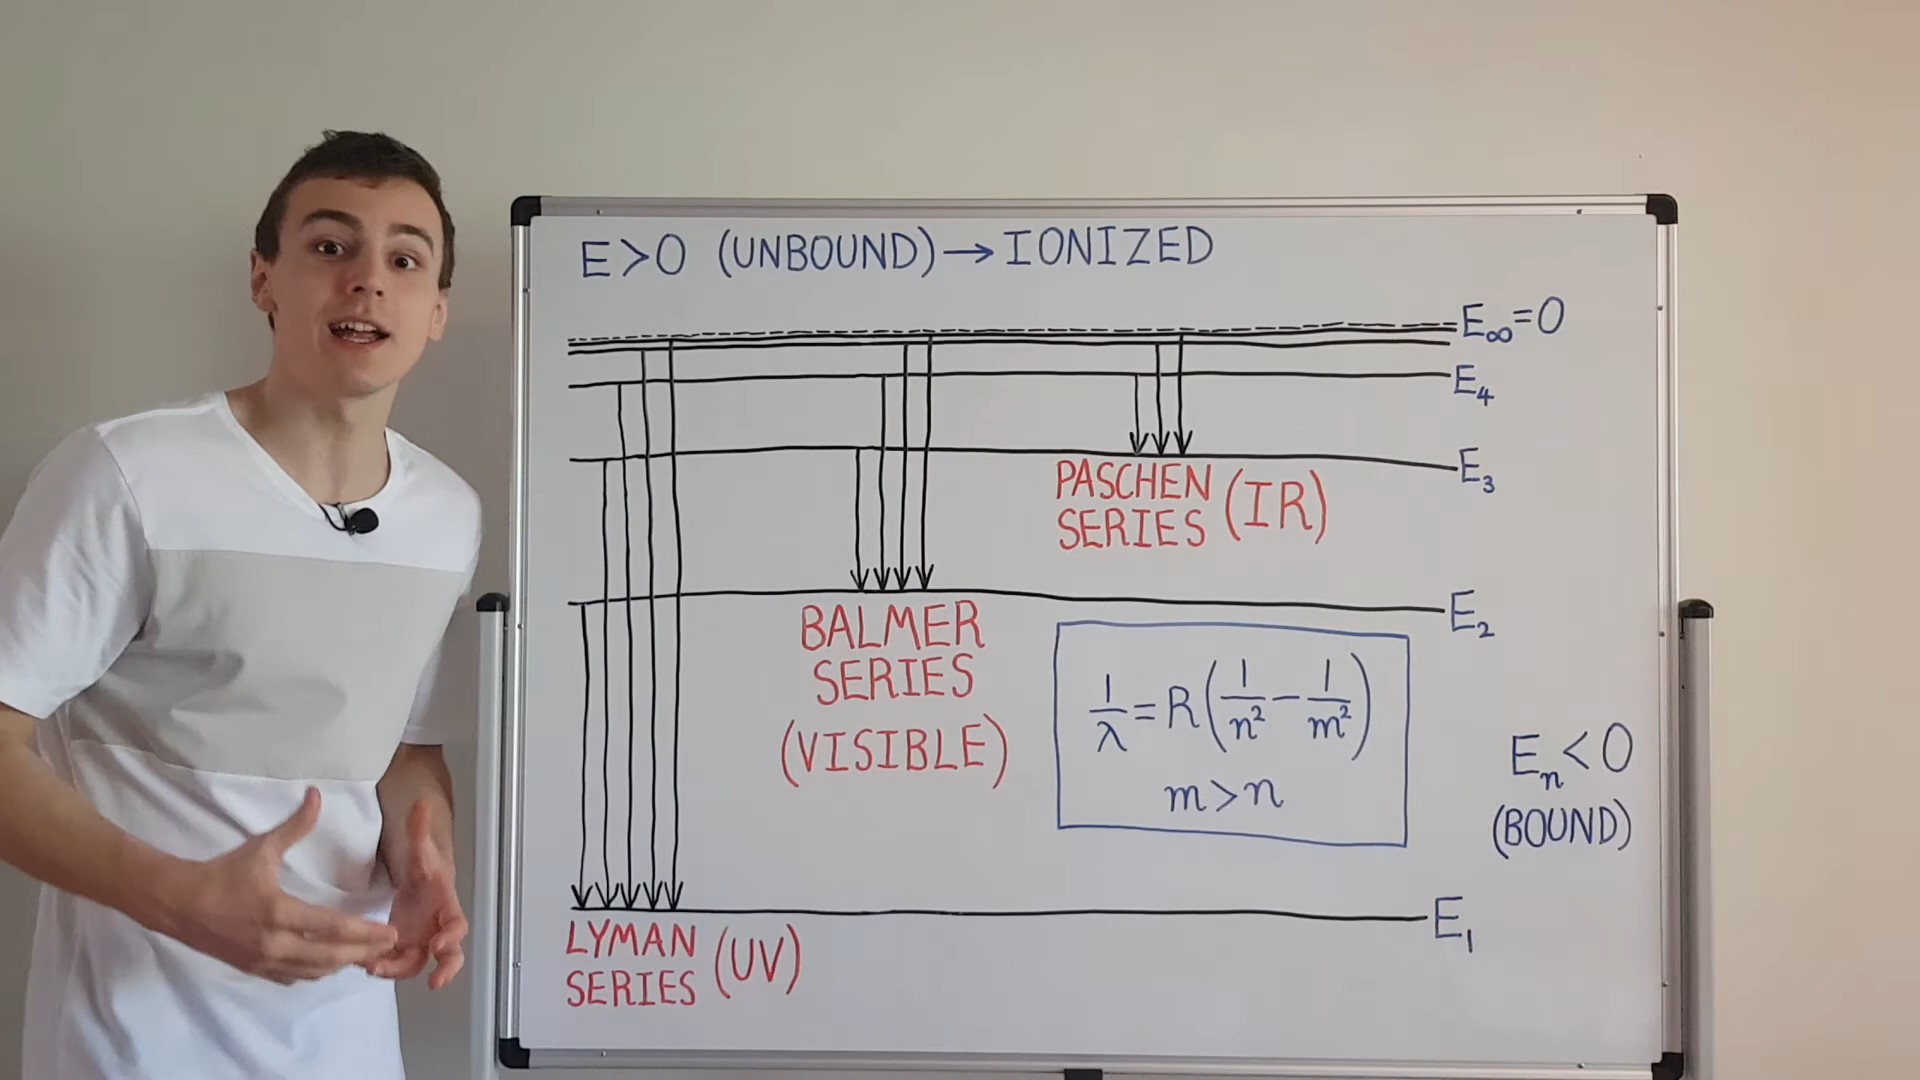 E>0 (UNBOUND)→IONIZED
E∞=0
E₄
E₃
PASCHEN
SERIES (IR)
E₂
BALMER
SERIES
(VISIBLE)
1/λ=R(1/n²−1/m²)
m>n
Eₙ<0
(BOUND)
E₁
LYMAN
SERIES (UV)